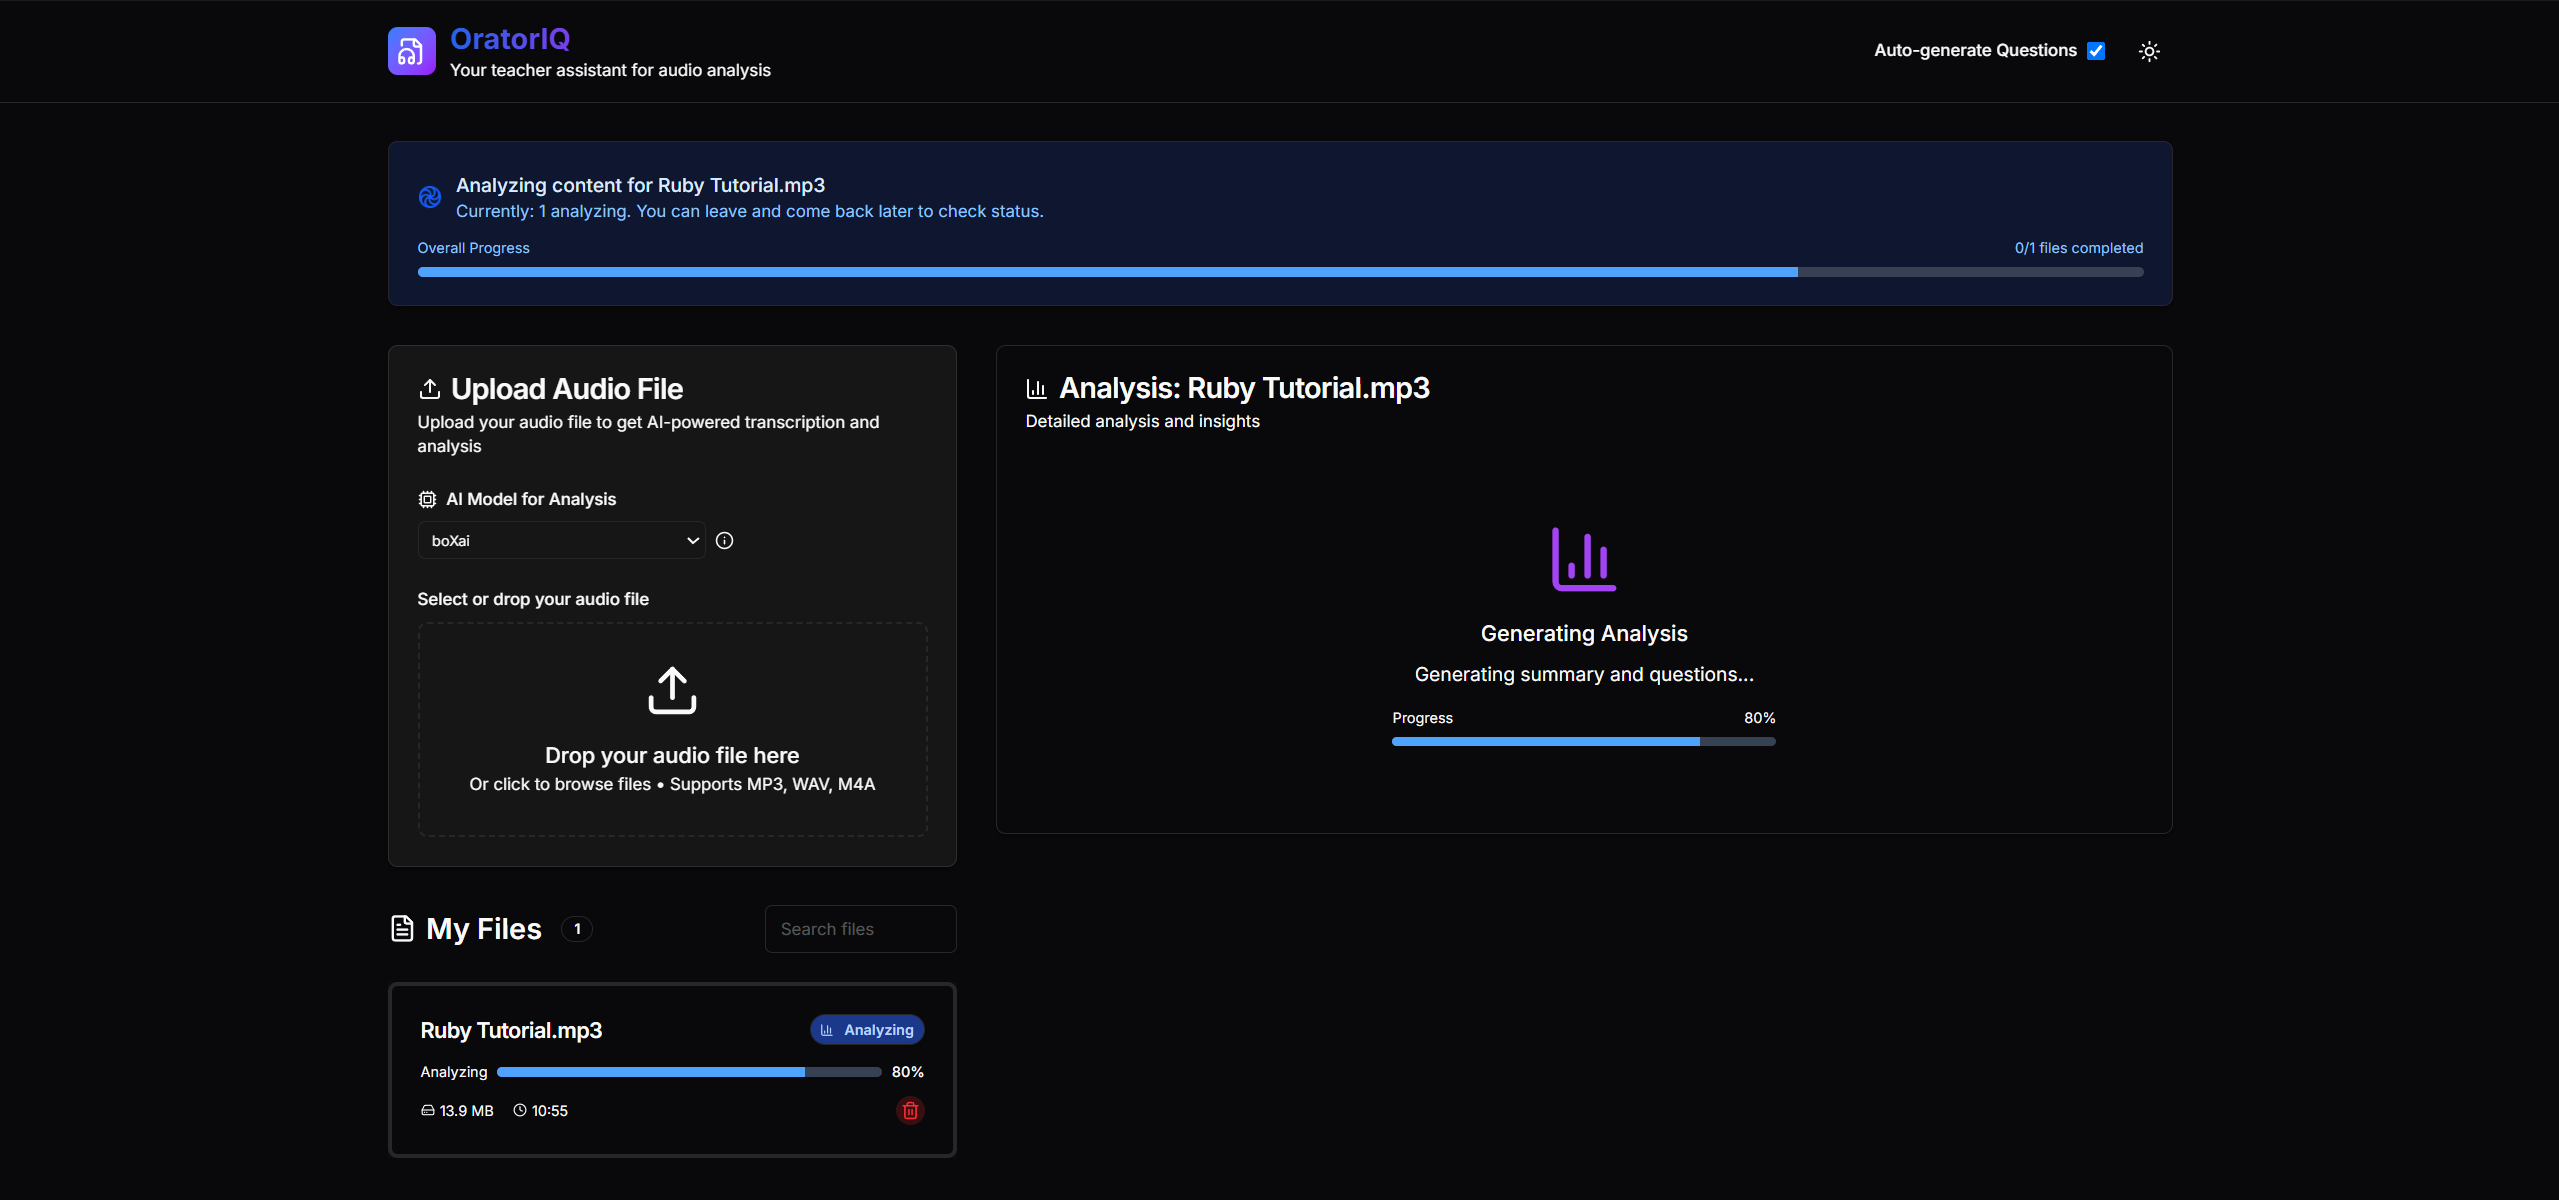 OratorIQ
Your teacher assistant for audio analysis
Auto-generate Questions
Analyzing content for Ruby Tutorial.mp3
Currently: 1 analyzing. You can leave and come back later to check status.
Overall Progress
0/1 files completed
Upload Audio File
Upload your audio file to get AI-powered transcription and
analysis
AI Model for Analysis
boXai
Select or drop your audio file
Drop your audio file here
Or click to browse files • Supports MP3, WAV, M4A
My Files
1
Search files
Ruby Tutorial.mp3
Analyzing
Analyzing
80%
13.9 MB
10:55
Analysis: Ruby Tutorial.mp3
Detailed analysis and insights
Generating Analysis
Generating summary and questions...
Progress
80%